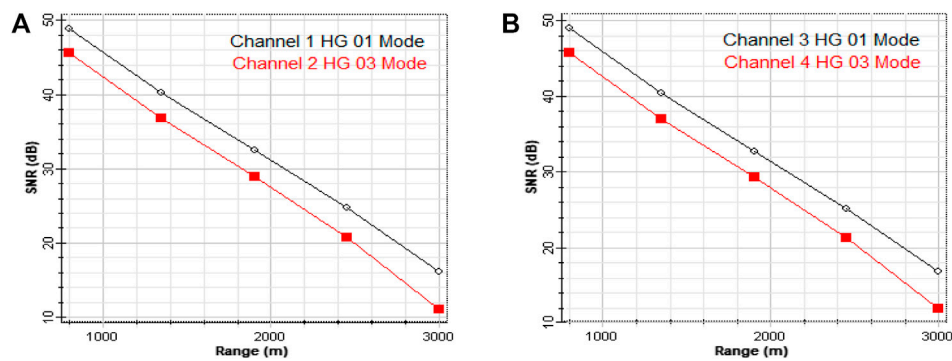 A
Channel 1 HG 01 Mode
Channel 2 HG 03 Mode
SNR (dB)
50
40
30
20
10
1000
2000
3000
Range (m)
B
Channel 3 HG 01 Mode
Channel 4 HG 03 Mode
SNR (dB)
50
40
30
20
10
1000
2000
3000
Range (m)